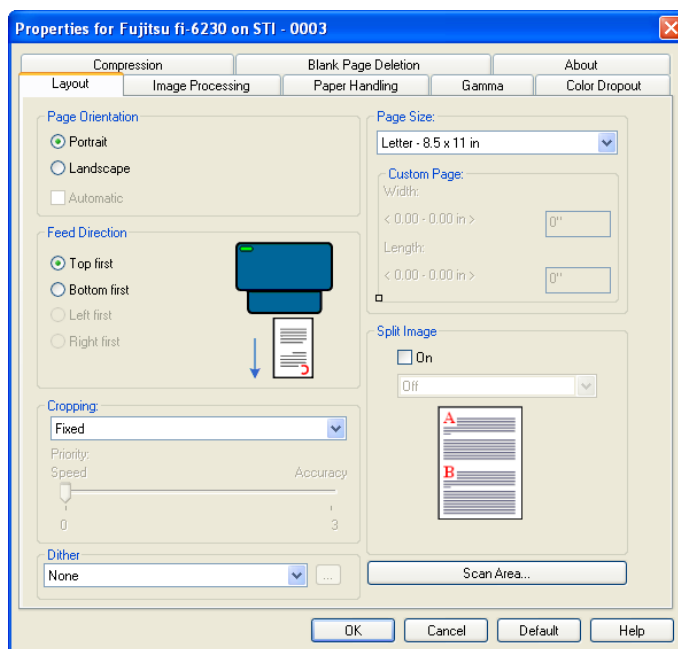 Properties for Fujitsu fi-6230 on STI - 0003
Compression
Blank Page Deletion
About
Layout
Image Processing
Paper Handling
Gamma
Color Dropout
Page Orientation
Portrait
Landscape
Automatic
Feed Direction
Top first
Bottom first
Left first
Right first
Cropping:
Fixed
Priority:
Speed Accuracy
0 3
Dither
None
...
Page Size:
Letter - 8.5 x 11 in
Custom Page:
Width:
< 0.00 - 0.00 in > 0"
Length:
< 0.00 - 0.00 in > 0"
Split Image
On
Off
A
B
Scan Area...
OK Cancel Default Help